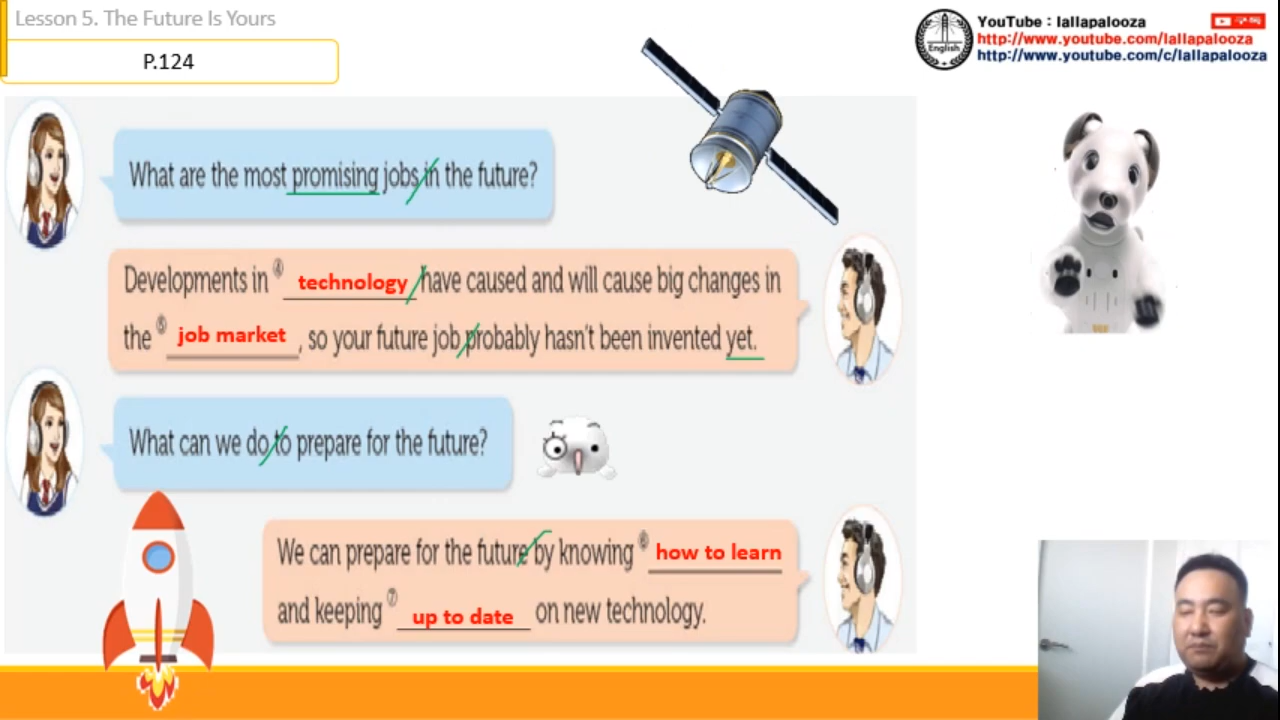 Lesson 5. The Future Is Yours
P.124
English
YouTube : lallapalooza
http://www.youtube.com/lallapalooza
http://www.youtube.com/c/lallapalooza
What are the most promising jobs in the future?
Developments in ④ technology have caused and will cause big changes in
the ⑤ job market, so your future job probably hasn't been invented yet.
What can we do to prepare for the future?
We can prepare for the future by knowing ⑥ how to learn
and keeping ⑦ up to date on new technology.